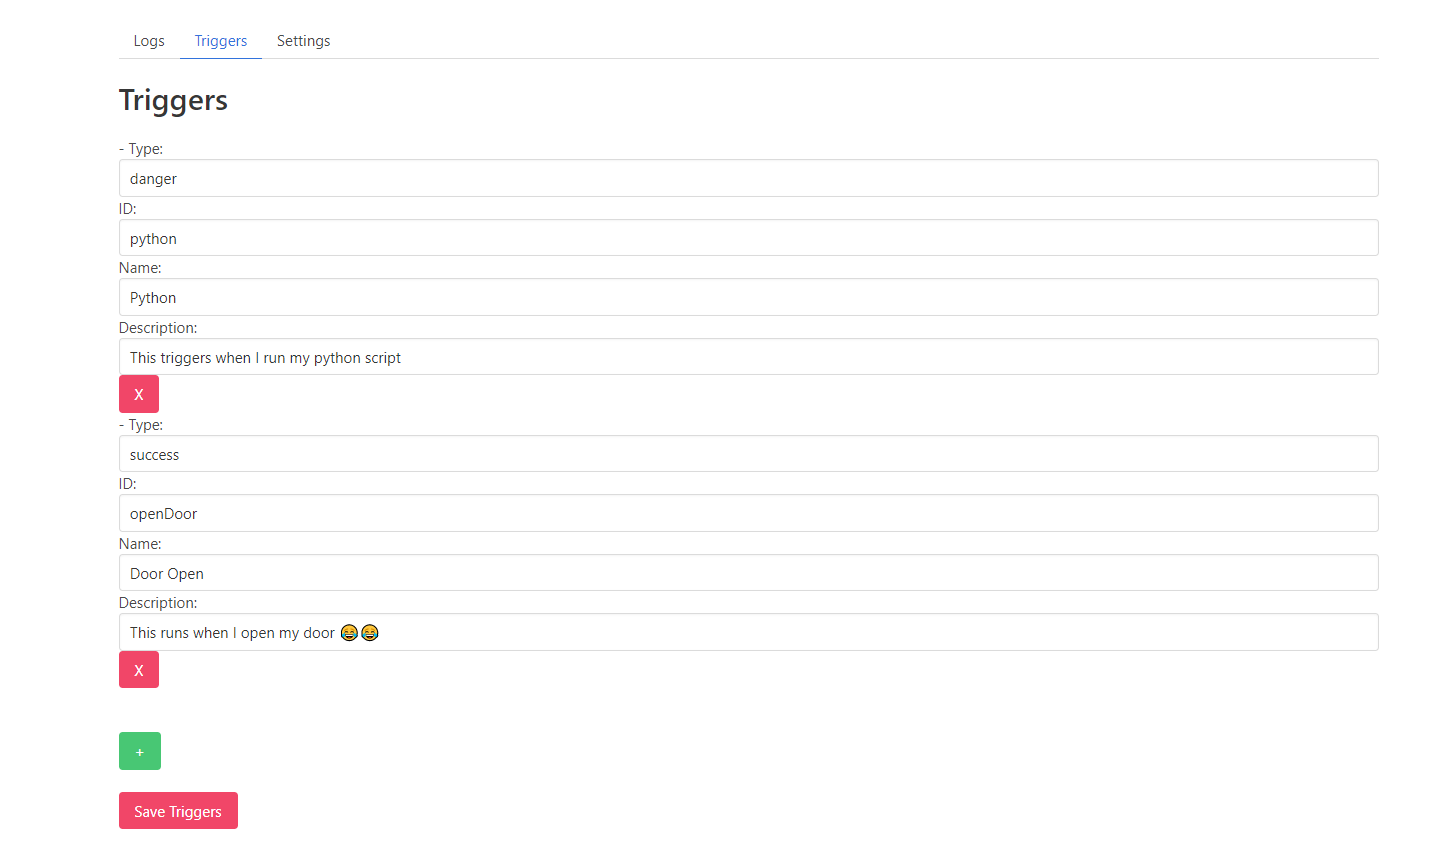 Logs Triggers Settings
Triggers
- Type:
danger
ID:
python
Name:
Python
Description:
This triggers when I run my python script
X
- Type:
success
ID:
openDoor
Name:
Door Open
Description:
This runs when I open my door 😂😂
X
+
Save Triggers